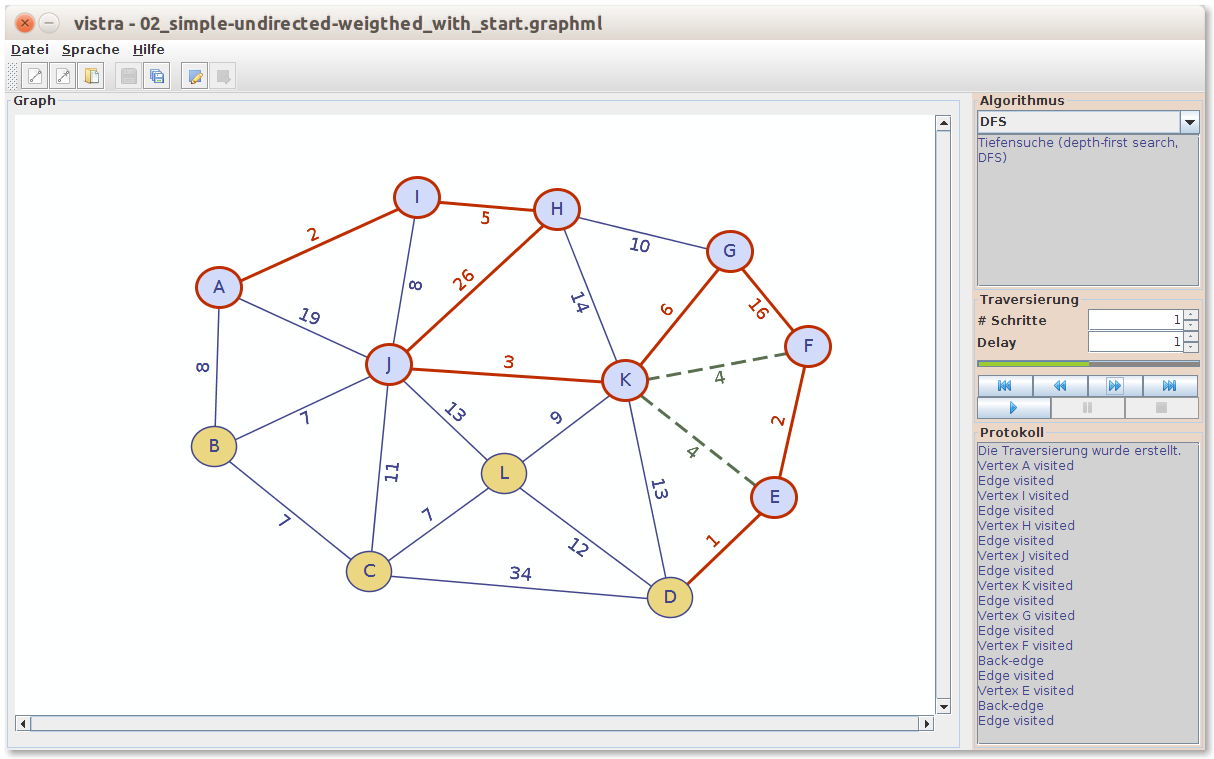 vistra - 02_simple-undirected-weigthed_with_start.graphml
Datei Sprache Hilfe
Graph
I
H
G
A
F
J
K
B
L
E
C
D
2
5
10
26
8
14
19
6
16
3
4
8
7
13
9
4
2
11
13
7
7
12
1
34
Algorithmus
DFS
Tiefensuche (depth-first search,
DFS)
Traversierung
# Schritte 1
Delay 1
Protokoll
Die Traversierung wurde erstellt.
Vertex A visited
Edge visited
Vertex I visited
Edge visited
Vertex H visited
Edge visited
Vertex J visited
Edge visited
Vertex K visited
Edge visited
Vertex G visited
Edge visited
Vertex F visited
Back-edge
Edge visited
Vertex E visited
Back-edge
Edge visited